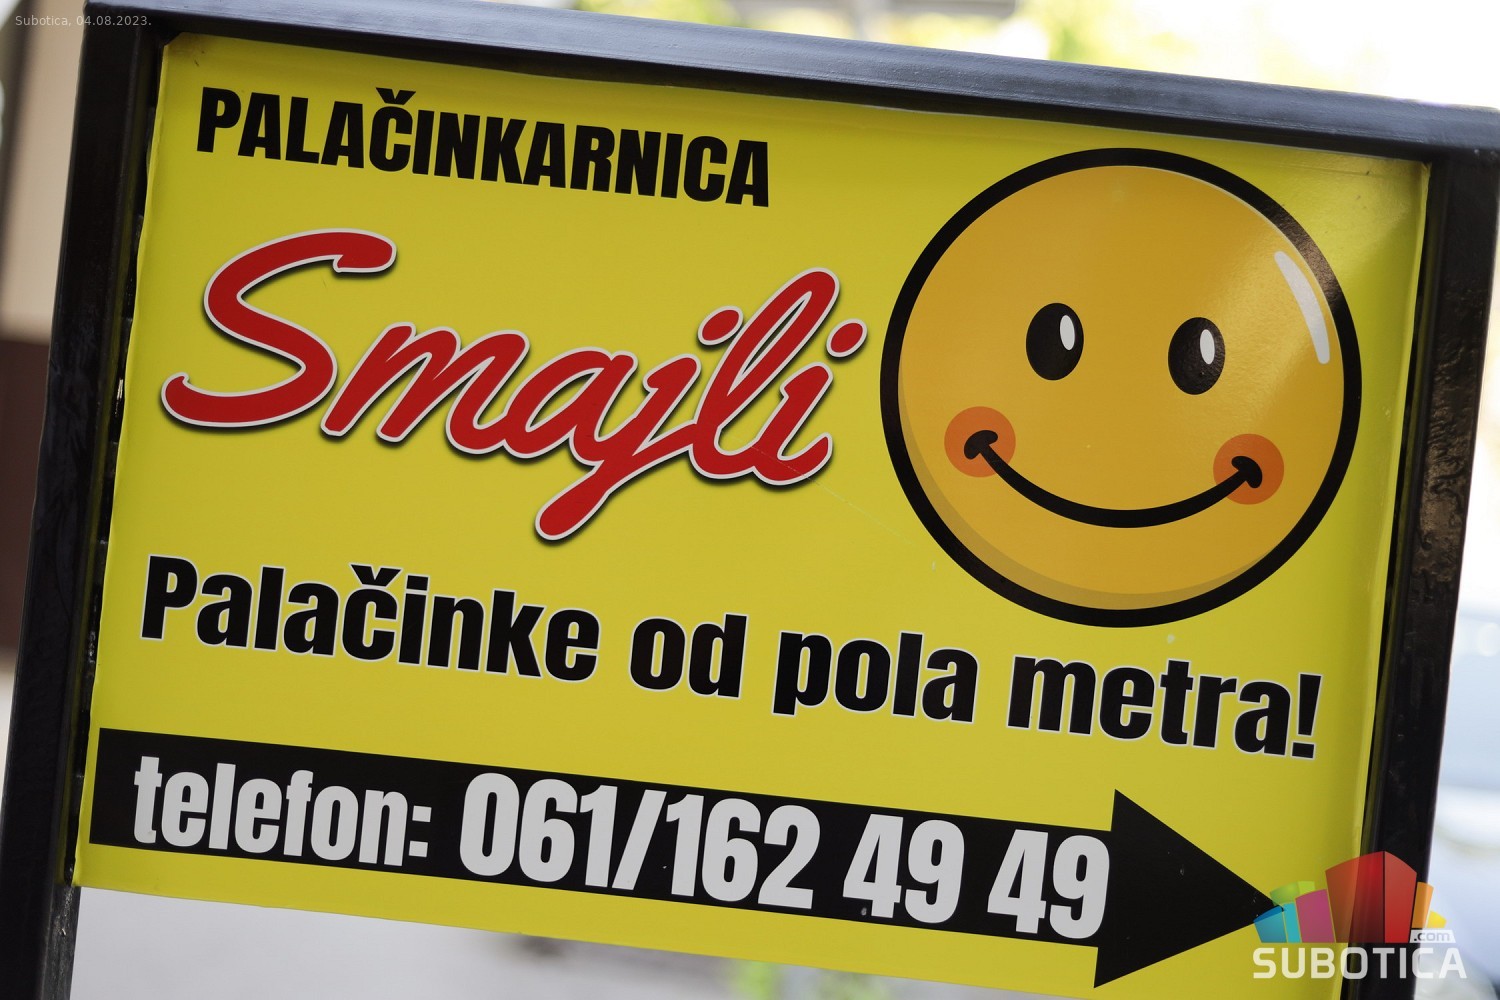 Subotica, 04.08.2023.
PALAČINKARNICA
Smajli
Palačinke od pola metra!
telefon: 061/162 49 49
.com
SUBOTICA